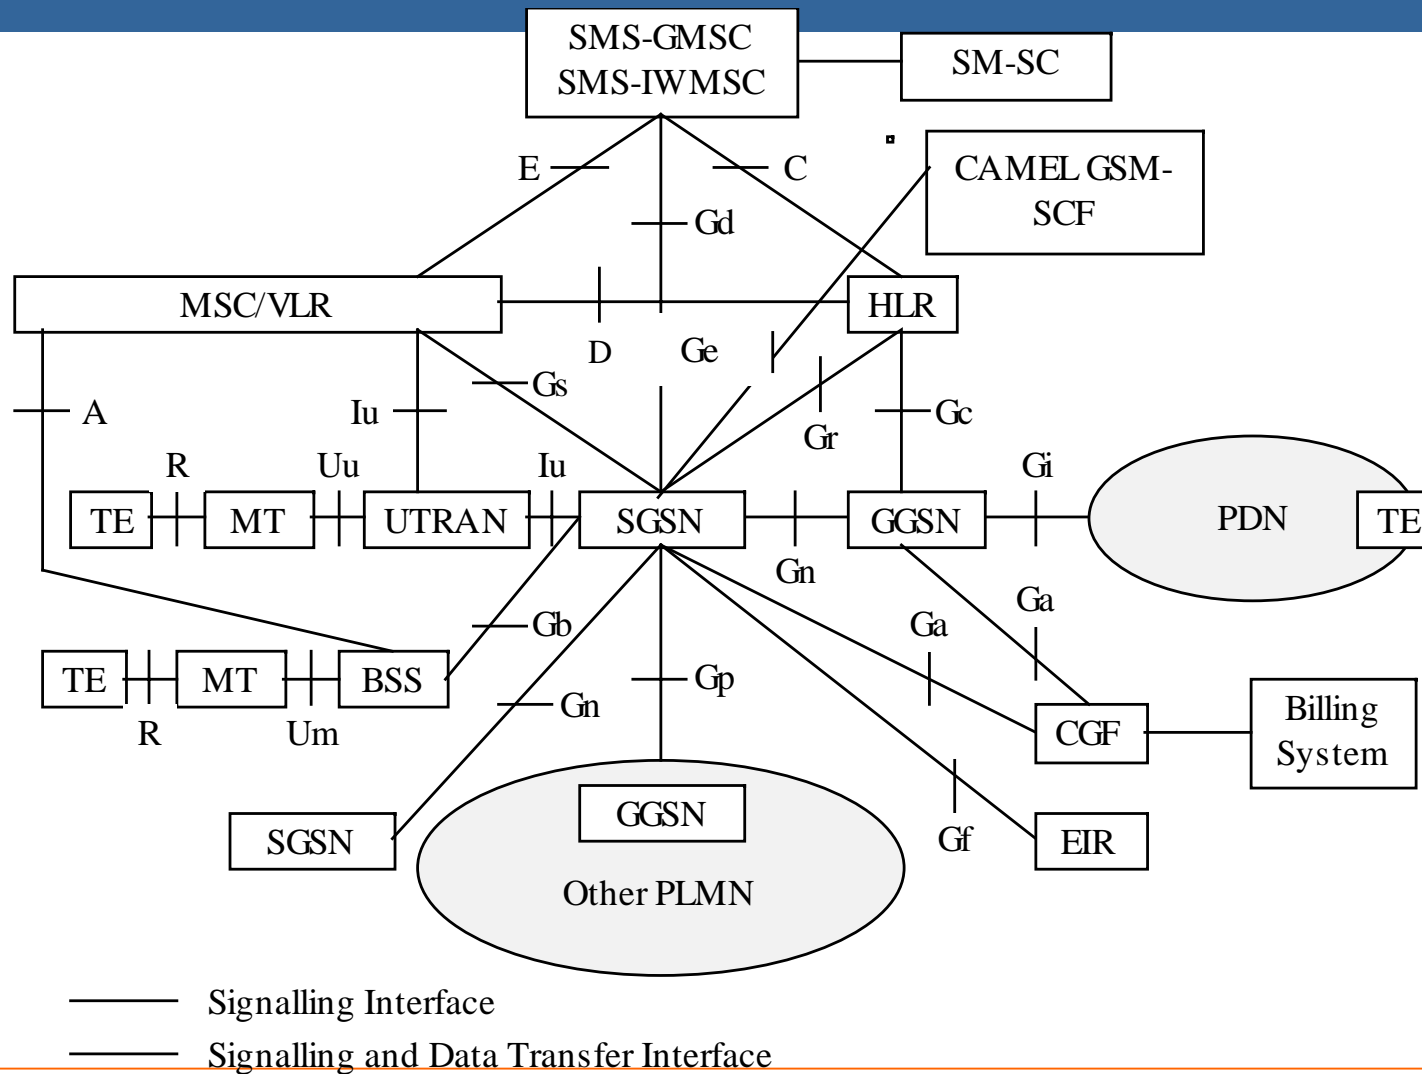 SMS-GMSC
SMS-IWMSC
SM-SC
E
C
CAMEL GSM-
SCF
Gd
MSC/VLR
HLR
D
Ge
Gs
A
Iu
Gr
Gc
R
Uu
Iu
Gi
TE
MT
UTRAN
SGSN
GGSN
PDN
TE
Gn
Ga
Gb
Ga
TE
MT
BSS
Gp
Gn
R
Um
CGF
Billing
System
SGSN
GGSN
Gf
EIR
Other PLMN
Signalling Interface
Signalling and Data Transfer Interface